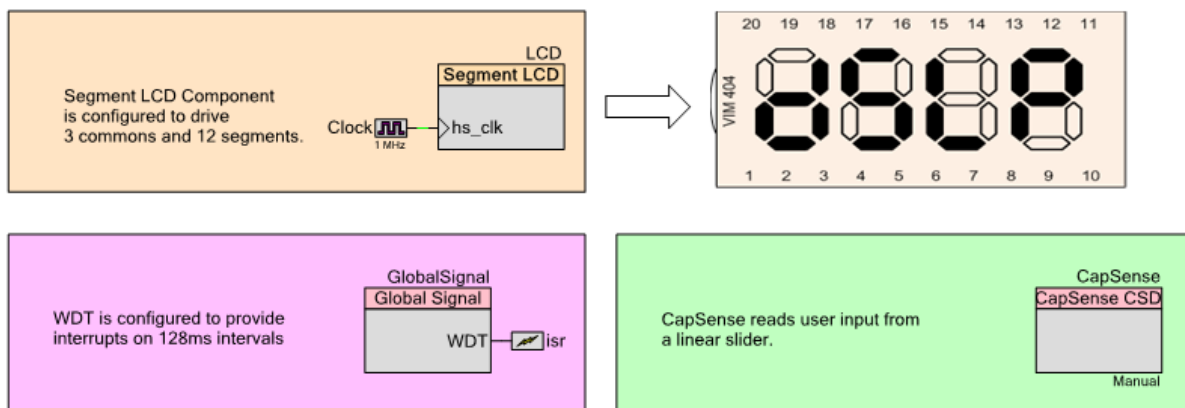 LCD
Segment LCD
Segment LCD Component
is configured to drive
3 commons and 12 segments.
Clock
1 MHz
hs_clk
20 19 18 17 16 15 14 13 12 11
VIM 404
dSLP
1 2 3 4 5 6 7 8 9 10
GlobalSignal
Global Signal
WDT is configured to provide
interrupts on 128ms intervals
WDT
isr
CapSense
CapSense CSD
CapSense reads user input from
a linear slider.
Manual